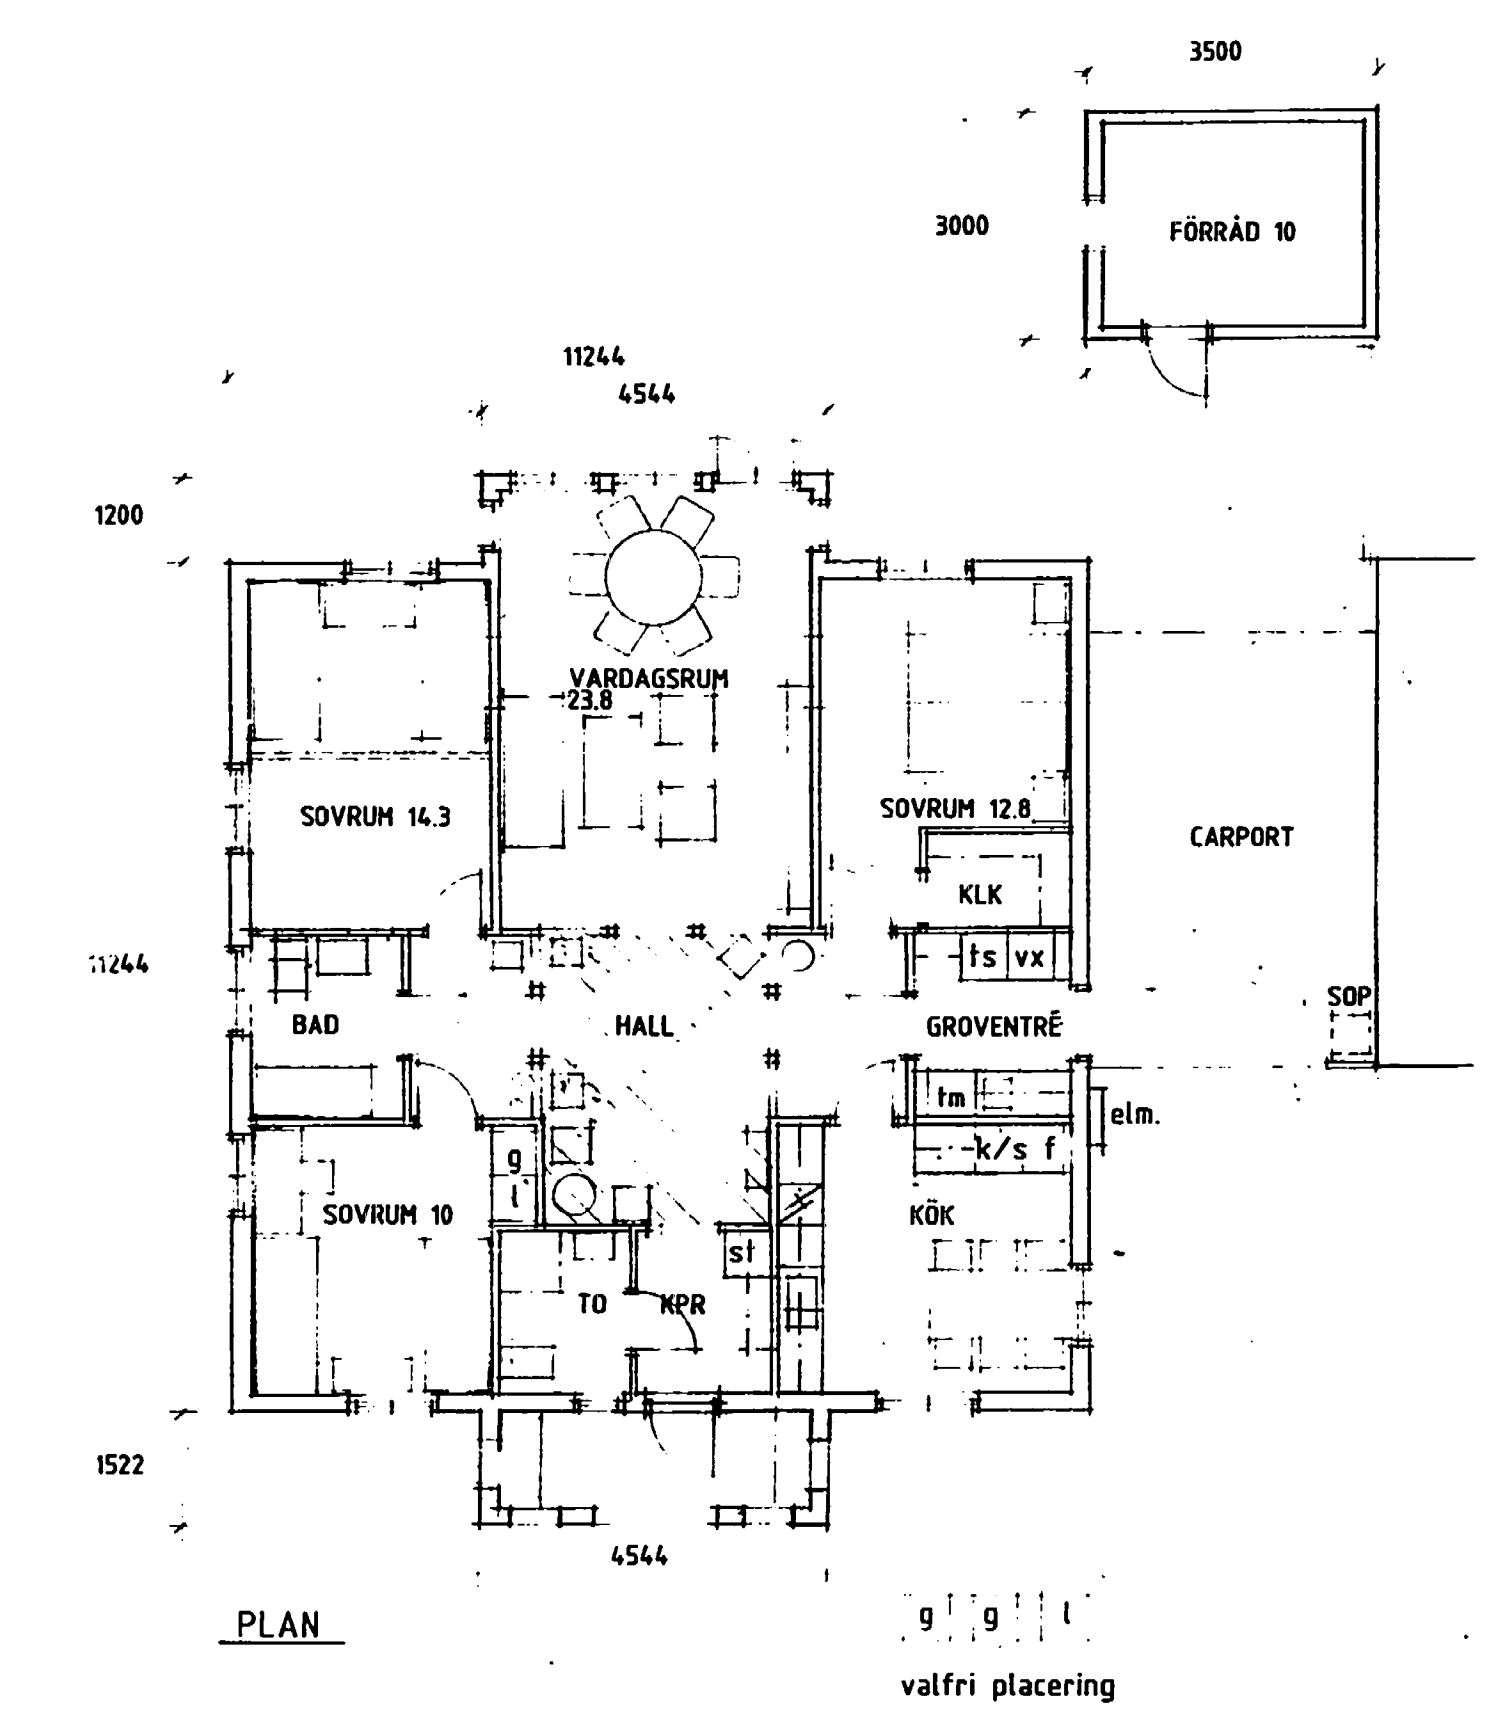 3500
3000
FÖRRÅD 10
11244
4544
1200
VARDAGSRUM
23.8
SOVRUM 14.3
SOVRUM 12.8
CARPORT
KLK
ts vx
11244
SOP
BAD
HALL
GROVENTRÉ
tm
elm.
k/s f
g
l
SOVRUM 10
KÖK
st
TO
KPR
1522
4544
PLAN
g g l
valfri placering